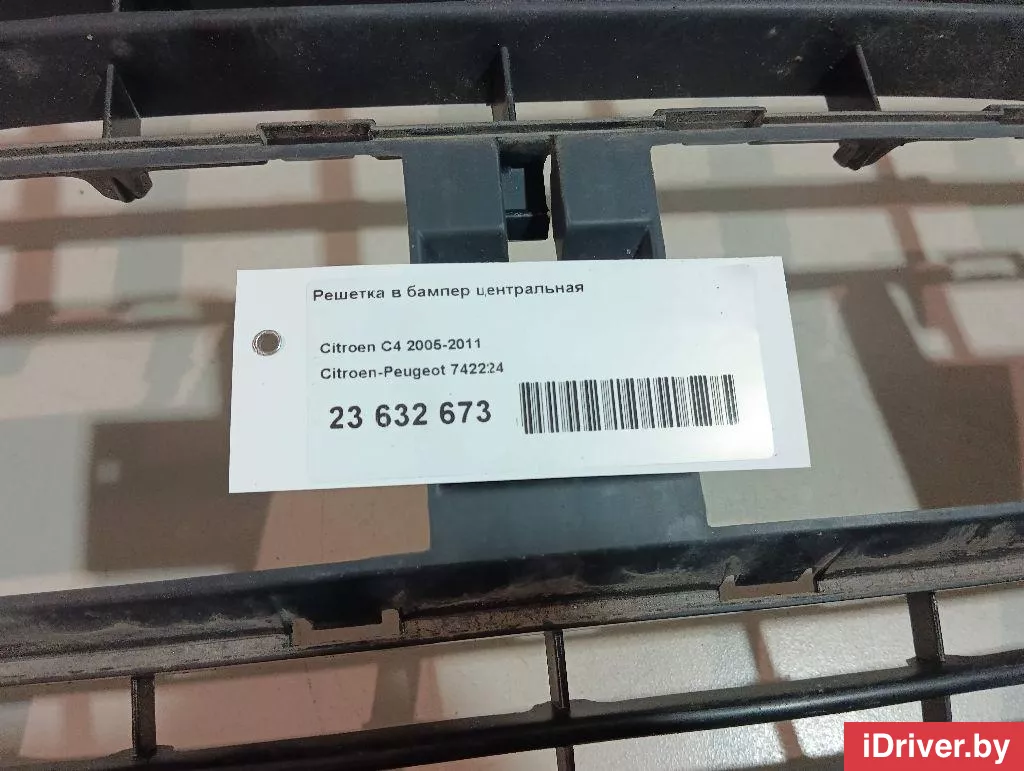 Решетка в бампер центральная
Citroen C4 2005-2011
Citroen-Peugeot 742224
23 632 673
iDriver.by